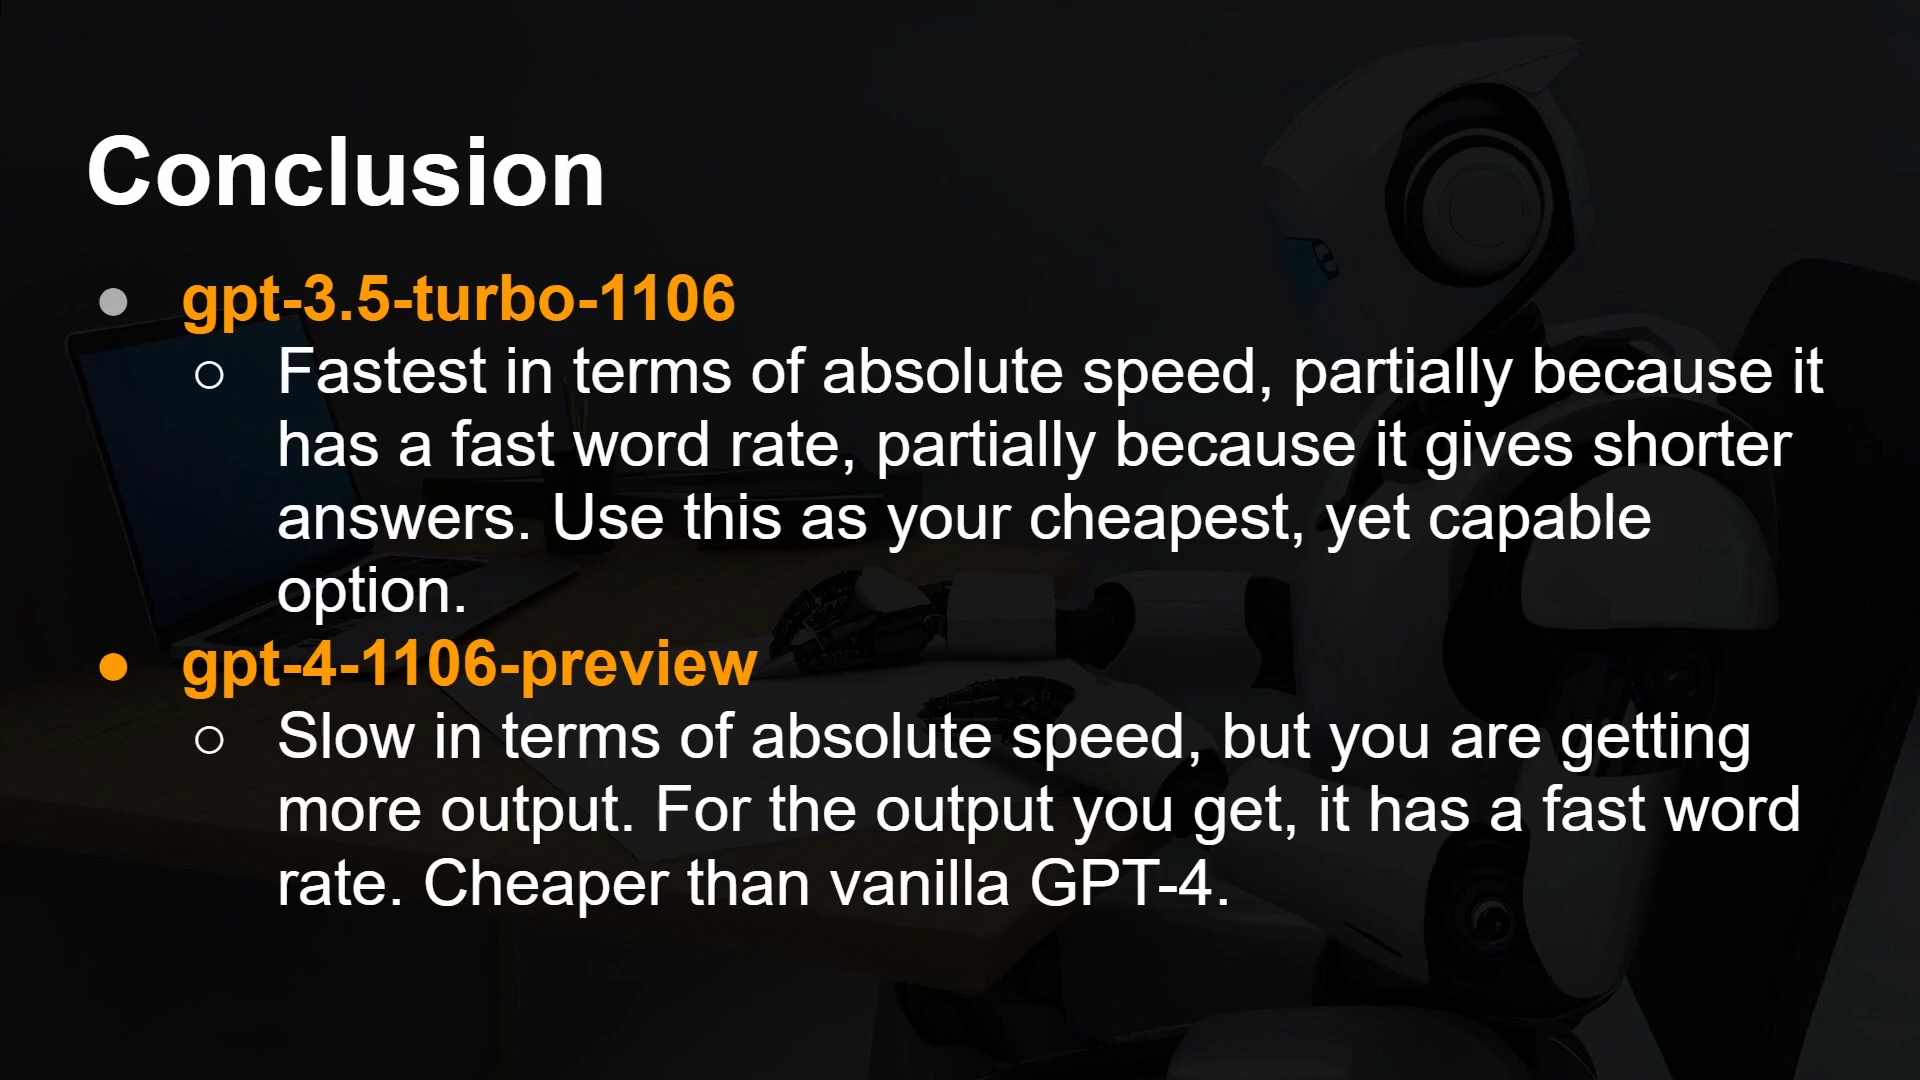 Conclusion
● gpt-3.5-turbo-1106
○ Fastest in terms of absolute speed, partially because it
has a fast word rate, partially because it gives shorter
answers. Use this as your cheapest, yet capable
option.
● gpt-4-1106-preview
○ Slow in terms of absolute speed, but you are getting
more output. For the output you get, it has a fast word
rate. Cheaper than vanilla GPT-4.